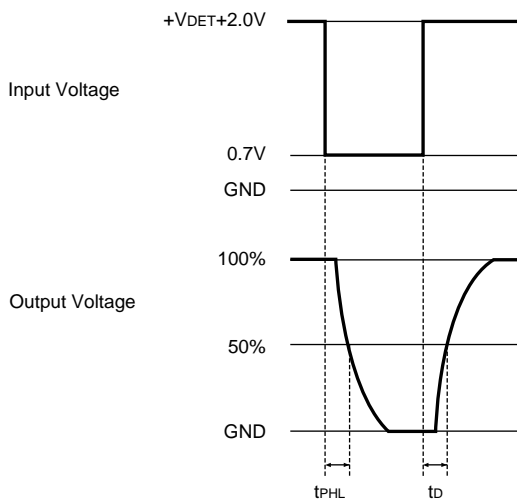 +VDET+2.0V
Input Voltage
0.7V
GND
100%
Output Voltage
50%
GND
tPHL
tD